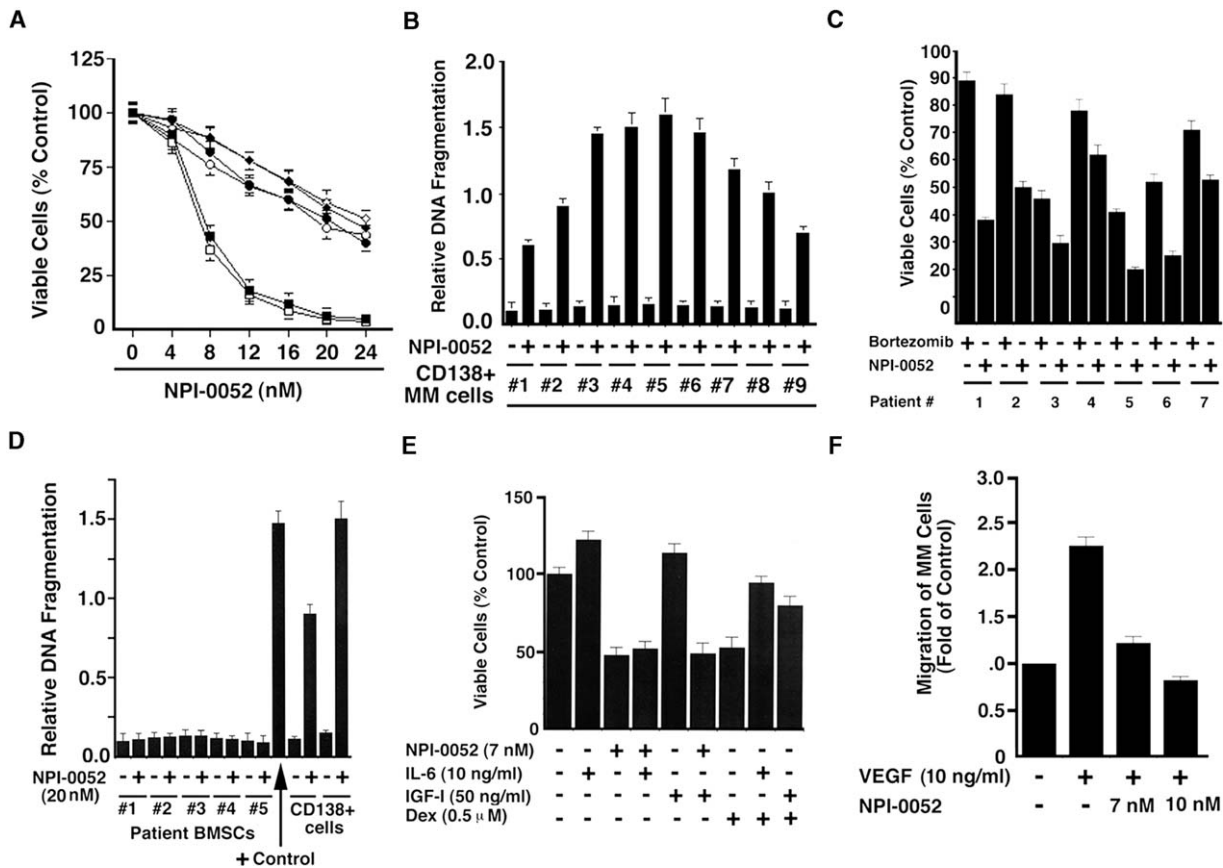 A
Viable Cells (% Control)
125
100
75
50
25
0
0 4 8 12 16 20 24
NPI-0052 (nM)
B
Relative DNA Fragmentation
2.0
1.5
1.0
0.5
0.0
NPI-0052 - + - + - + - + - + - + - + - + - +
CD138+
MM cells
#1 #2 #3 #4 #5 #6 #7 #8 #9
C
Viable Cells (% Control)
100
90
80
60
50
40
30
20
0
Bortezomib + - + - + - + - + - + - + -
NPI-0052 - + - + - + - + - + - + - +
Patient # 1 2 3 4 5 6 7
D
Relative DNA Fragmentation
1.5
1.0
1.5
0.0
NPI-0052 - + - + - + - + - + - + - +
(20nM)
#1 #2 #3 #4 #5
CD138+
cells
Patient BMSCs
+ Control
E
Viable Cells (% Control)
150
100
50
0
NPI-0052 (7 nM) - - + + - + - - -
IL-6 (10 ng/ml) - + - + - - - + -
IGF-I (50 ng/ml) - - - - + + - - +
Dex (0.5 μ M) - - - - - - + + +
F
Migration of MM Cells
(Fold of Control)
3.0
2.5
2.0
.0
0.5
0
VEGF (10 ng/ml) - + + +
NPI-0052 - - 7 nM 10 nM